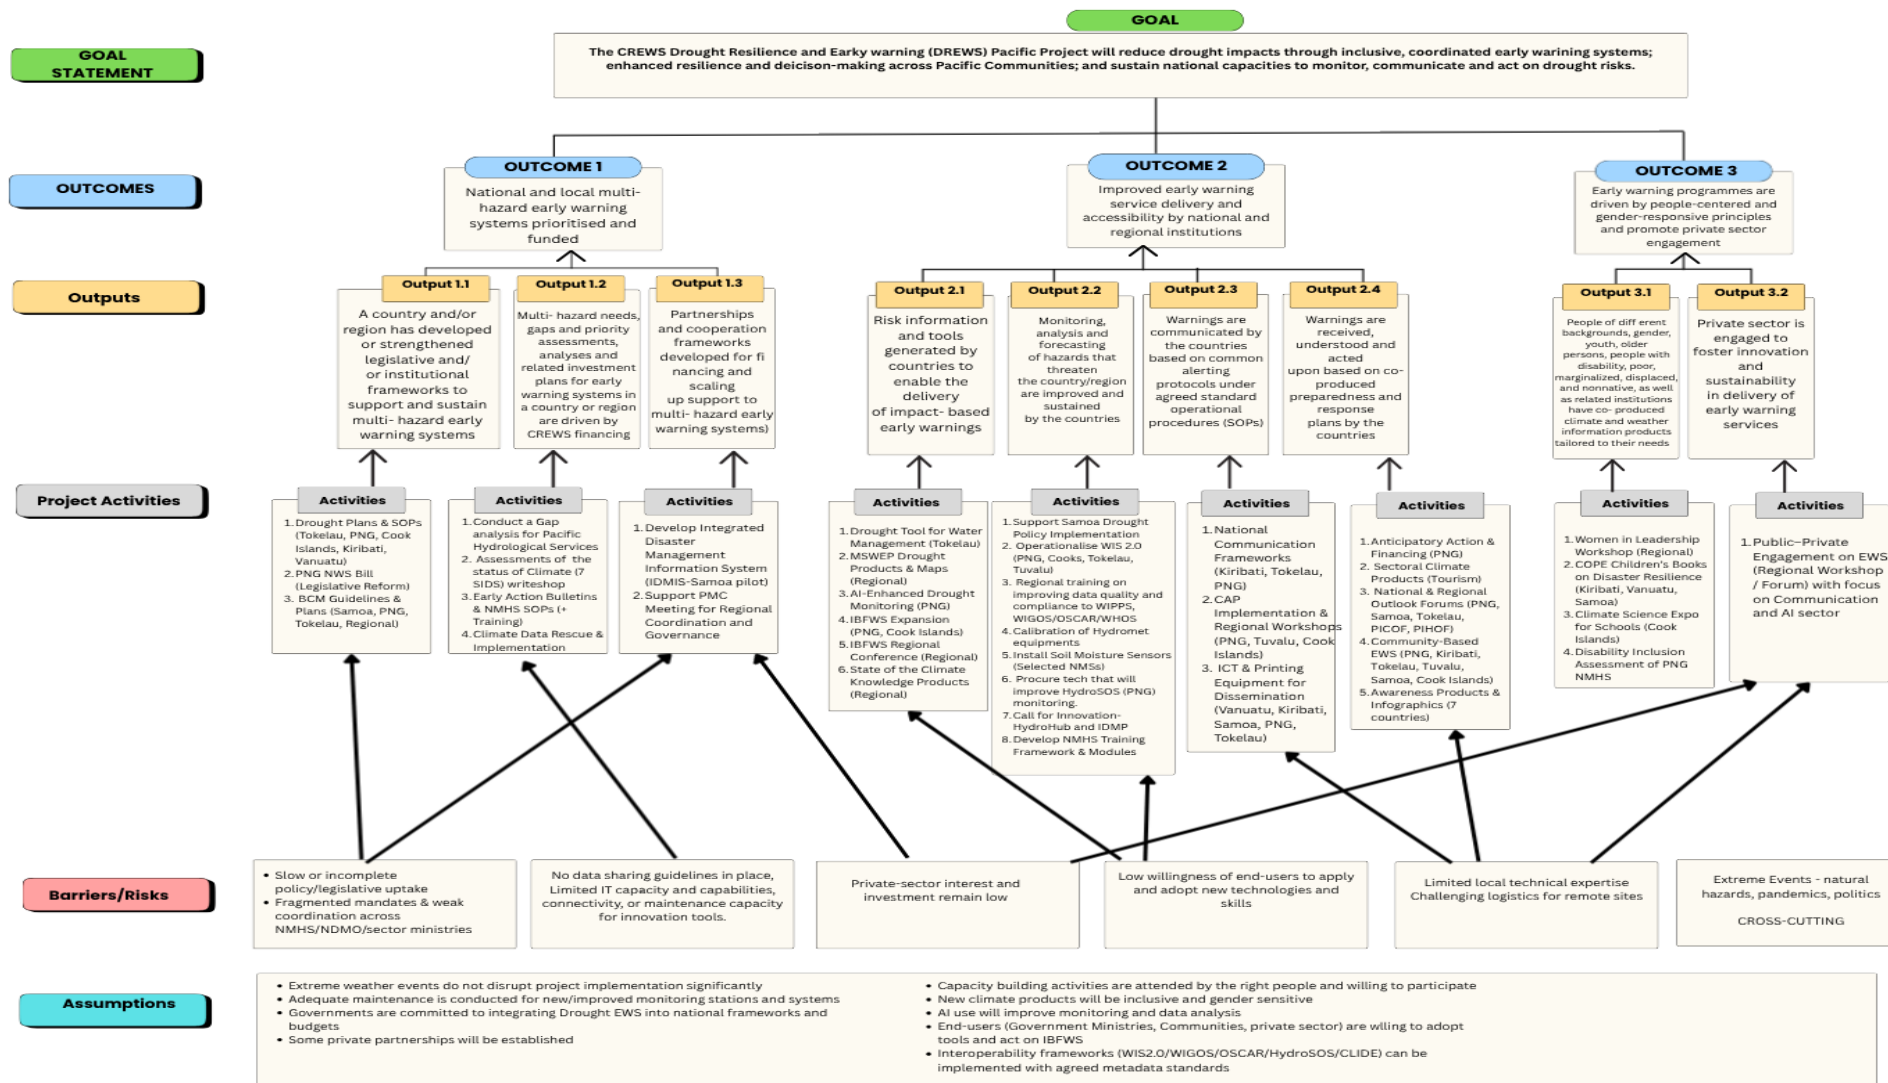 GOAL
GOAL
STATEMENT
The CREWS Drought Resilience and Earky warning (DREWS) Pacific Project will reduce drought impacts through inclusive, coordinated early warining systems;
enhanced resilience and deicison-making across Pacific Communities; and sustain national capacities to monitor, communicate and act on drought risks.
OUTCOMES
OUTCOME 1
National and local multi-
hazard early warning
systems prioritised and
funded
OUTCOME 2
Improved early warning
service delivery and
accessibility by national and
regional institutions
OUTCOME 3
Early warning programmes are
driven by people-centered and
gender-responsive principles
and promote private sector
engagement
Outputs
Output 1.1
A country and/or
region has developed
or strengthened
legislative and/
or institutional
frameworks to
support and sustain
multi- hazard early
warning systems
Output 1.2
Multi- hazard needs,
gaps and priority
assessments,
analyses and
related investment
plans for early
warning systems in
a country or region
are driven by
CREWS financing
Output 1.3
Partnerships
and cooperation
frameworks
developed for fi
nancing and
scaling
up support to
multi- hazard early
warning systems)
Output 2.1
Risk information
and tools
generated by
countries to
enable the
delivery
of impact- based
early warnings
Output 2.2
Monitoring,
analysis and
forecasting
of hazards that
threaten
the country/region
are improved and
sustained
by the countries
Output 2.3
Warnings are
communicated by
the countries
based on common
alerting
protocols under
agreed standard
operational
procedures (SOPs)
Output 2.4
Warnings are
received,
understood and
acted
upon based on co-
produced
preparedness and
response
plans by the
countries
Output 3.1
People of diff erent
backgrounds, gender,
youth, older
persons, people with
disability, poor,
marginalized, displaced,
and nonnative, as well
as related institutions
have co- produced
climate and weather
information products
tailored to their needs
Output 3.2
Private sector is
engaged to
foster innovation
and
sustainability
in delivery of
early warning
services
Project Activities
Activities
1. Drought Plans & SOPs
(Tokelau, PNG, Cook
Islands, Kiribati,
Vanuatu)
2. PNG NWS Bill
(Legislative Reform)
3. BCM Guidelines &
Plans (Samoa, PNG,
Tokelau, Regional)
Activities
1. Conduct a Gap
analysis for Pacific
Hydrological Services
2. Assessments of the
status of Climate (7
SIDS) writeshop
3. Early Action Bulletins
& NMHS SOPs (+
Training)
4. Climate Data Rescue &
Implementation
Activities
1. Develop Integrated
Disaster
Management
Information System
(IDMIS-Samoa pilot)
2. Support PMC
Meeting for Regional
Coordination and
Governance
Activities
1. Drought Tool for Water
Management (Tokelau)
2. MSWEP Drought
Products & Maps
(Regional)
3. AI-Enhanced Drought
Monitoring (PNG)
4. IBFWS Expansion
(PNG, Cook Islands)
5. IBFWS Regional
Conference (Regional)
6. State of the Climate
Knowledge Products
(Regional)
Activities
1. Support Samoa Drought
Policy Implementation
2. Operationalise WIS 2.0
(PNG, Cooks, Tokelau,
Tuvalu)
3. Regional training on
improving data quality and
compliance to WIPPS,
WIGOS/OSCAR/WHOS
4. Calibration of Hydromet
equipments
5. Install Soil Moisture Sensors
(Selected NMSs)
6. Procure tech that will
improve HydroSOS (PNG)
monitoring.
7. Call for Innovation-
HydroHub and IDMP
8. Develop NMHS Training
Framework & Modules
Activities
1. National
Communication
Frameworks
(Kiribati, Tokelau,
PNG)
2. CAP
Implementation &
Regional Workshops
(PNG, Tuvalu, Cook
Islands)
3. ICT & Printing
Equipment for
Dissemination
(Vanuatu, Kiribati,
Samoa, PNG,
Tokelau)
Activities
1. Anticipatory Action &
Financing (PNG)
2. Sectoral Climate
Products (Tourism)
3. National & Regional
Outlook Forums (PNG,
Samoa, Tokelau,
PICOF, PIHOF)
4. Community-Based
EWS (PNG, Kiribati,
Tokelau, Tuvalu,
Samoa, Cook Islands)
5. Awareness Products &
Infographics (7
countries)
Activities
1. Women in Leadership
Workshop (Regional)
2. COPE Children's Books
on Disaster Resilience
(Kiribati, Vanuatu,
Samoa)
3. Climate Science Expo
for Schools (Cook
Islands)
4. Disability Inclusion
Assessment of PNG
NMHS
Activities
1. Public–Private
Engagement on EWS
(Regional Workshop
/ Forum) with focus
on Communication
and AI sector
Barriers/Risks
• Slow or incomplete
policy/legislative uptake
• Fragmented mandates & weak
coordination across
NMHS/NDMO/sector ministries
No data sharing guidelines in place,
Limited IT capacity and capabilities,
connectivity, or maintenance capacity
for innovation tools.
Private-sector interest and
investment remain low
Low willingness of end-users to apply
and adopt new technologies and
skills
Limited local technical expertise
Challenging logistics for remote sites
Extreme Events - natural
hazards, pandemics, politics
CROSS-CUTTING
Assumptions
• Extreme weather events do not disrupt project implementation significantly
• Adequate maintenance is conducted for new/improved monitoring stations and systems
• Governments are committed to integrating Drought EWS into national frameworks and
budgets
• Some private partnerships will be established
• Capacity building activities are attended by the right people and willing to participate
• New climate products will be inclusive and gender sensitive
• AI use will improve monitoring and data analysis
• End-users (Government Ministries, Communities, private sector) are wlling to adopt
tools and act on IBFWS
• Interoperability frameworks (WIS2.0/WIGOS/OSCAR/HydroSOS/CLIDE) can be
implemented with agreed metadata standards